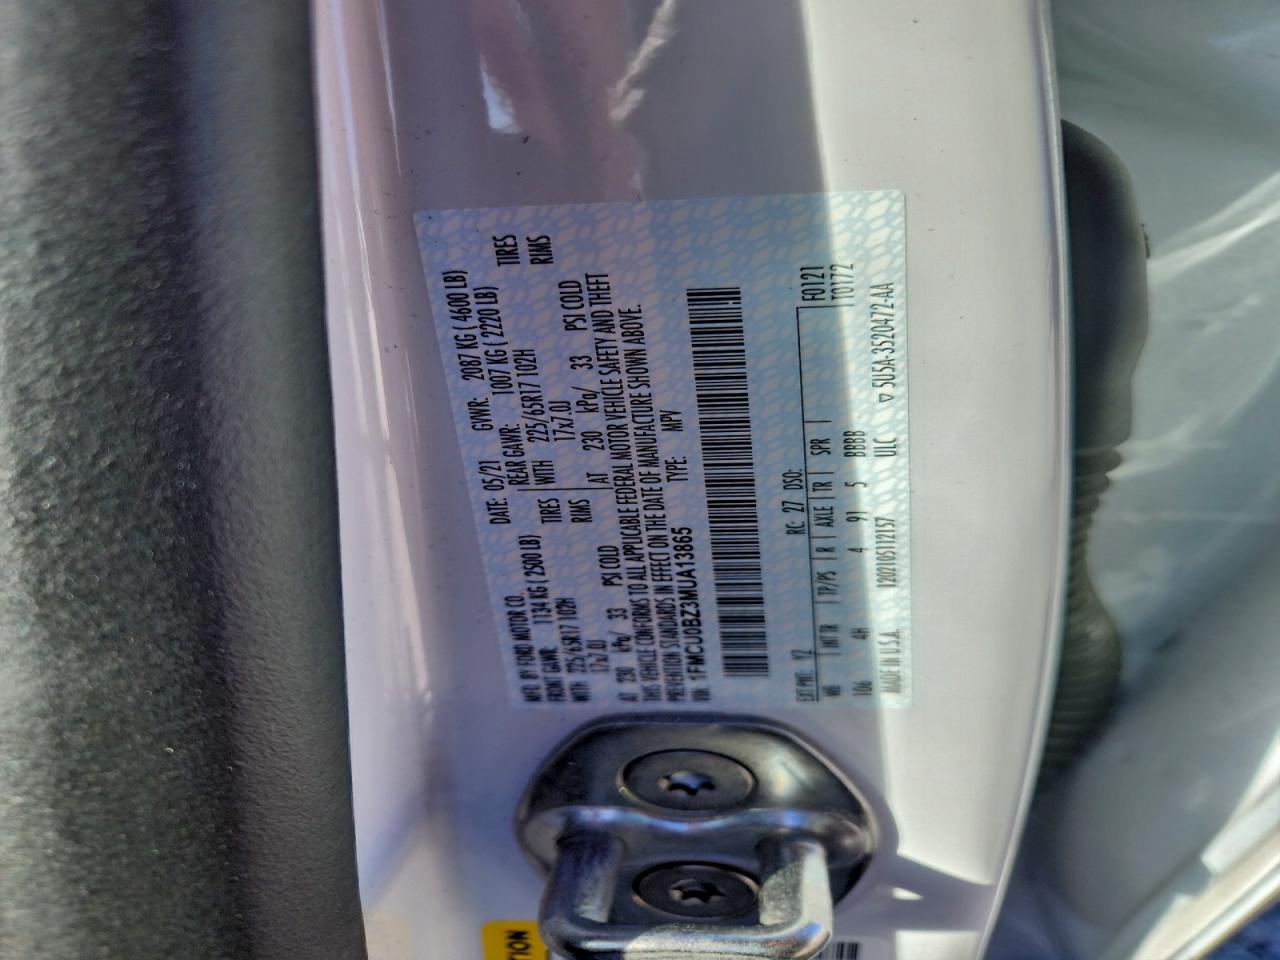 MFD. BY FORD MOTOR CO. DATE: 05/21 GVWR: 2087 KG ( 4600 LB)
FRONT GAWR: 1134 KG ( 2500 LB) REAR GAWR: 1007 KG ( 2220 LB)
WITH 225/65R17 102H TIRES WITH 225/65R17 102H TIRES
17x7.0J RIMS 17x7.0J RIMS
AT 230 kPa/ 33 PSI COLD AT 230 kPa/ 33 PSI COLD
THIS VEHICLE CONFORMS TO ALL APPLICABLE FEDERAL MOTOR VEHICLE SAFETY AND THEFT
PREVENTION STANDARDS IN EFFECT ON THE DATE OF MANUFACTURE SHOWN ABOVE.
VIN: 1FMCU0BZ3MUA13865 TYPE: MPV
F0121
T0172
EXT PNT: YZ RC: 27 DSO:
WB INT TR TP/PS R AXLE TR SPR
106 4H 4 91 5 BBBB
MADE IN U.S.A. 120210511215? ULC ▽ 5U5A-3520472-AA
TION